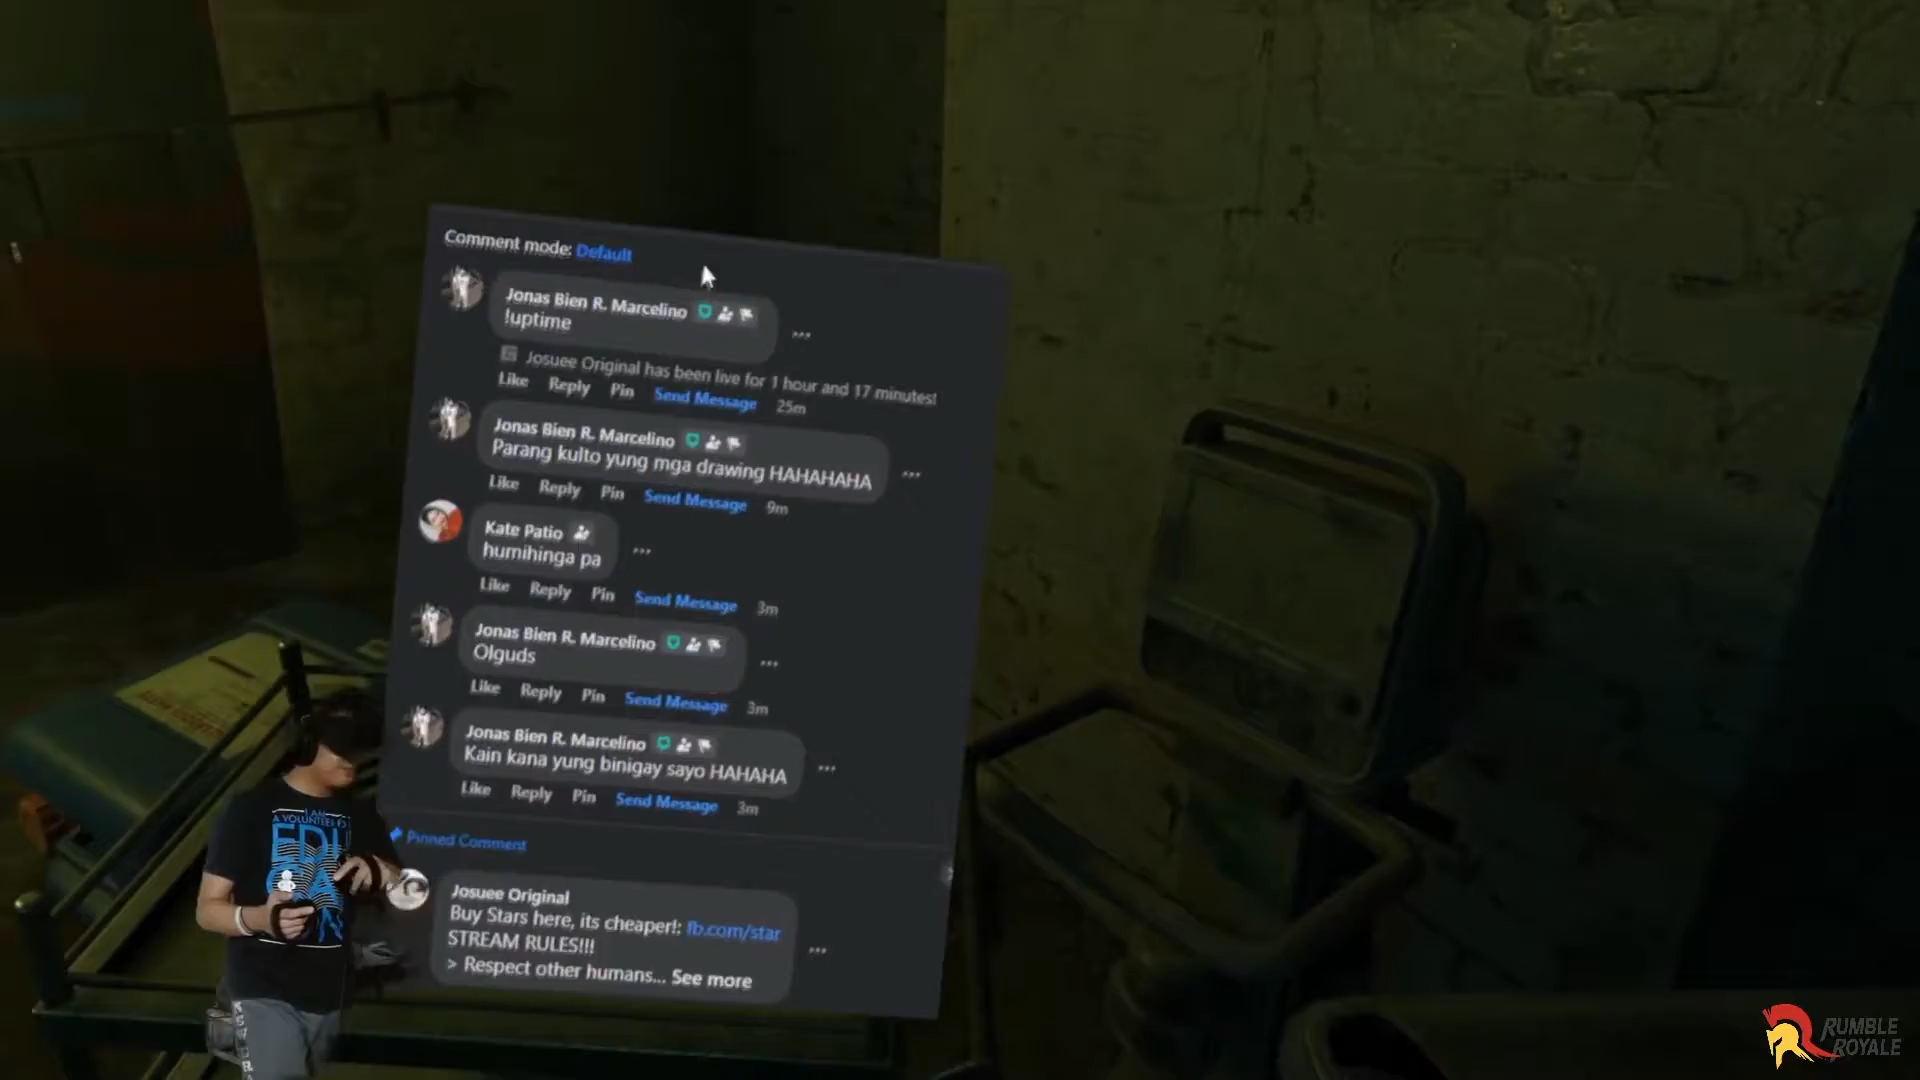 Comment mode: Default
Jonas Bien R. Marcelino
!uptime
Josuee Original has been live for 1 hour and 17 minutes!
Like Reply Pin Send Message 25m
Jonas Bien R. Marcelino
Parang kulto yung mga drawing HAHAHAHA
Like Reply Pin Send Message 9m
Kate Patio
humihinga pa
Like Reply Pin Send Message 3m
Jonas Bien R. Marcelino
Olguds
Like Reply Pin Send Message 3m
Jonas Bien R. Marcelino
Kain kana yung binigay sayo HAHAHA
Like Reply Pin Send Message 3m
Pinned Comment
Josuee Original
Buy Stars here, its cheaper!: fb.com/star
STREAM RULES!!!
> Respect other humans... See more
I AM
A VOLUNTEER
EDU
CA
RUMBLE
ROYALE